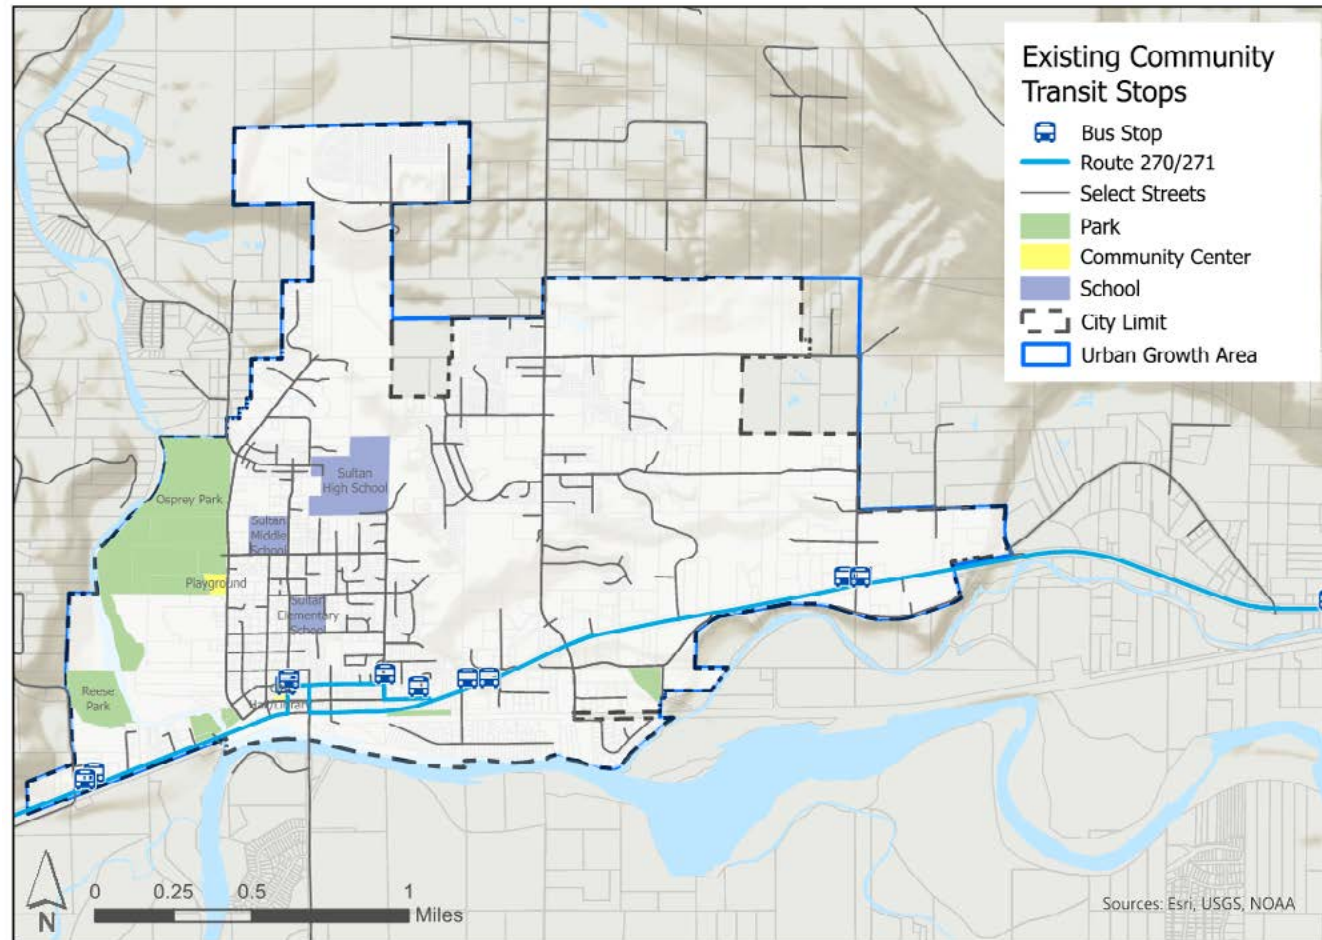 Existing Community
Transit Stops
Bus Stop
Route 270/271
Select Streets
Park
Community Center
School
City Limit
Urban Growth Area
Sultan
High School
Osprey Park
Sultan
Middle
School
Playground
Sultan
Elementary
School
Reese
Park
0
0.25
0.5
1
Miles
N
Sources: Esri, USGS, NOAA